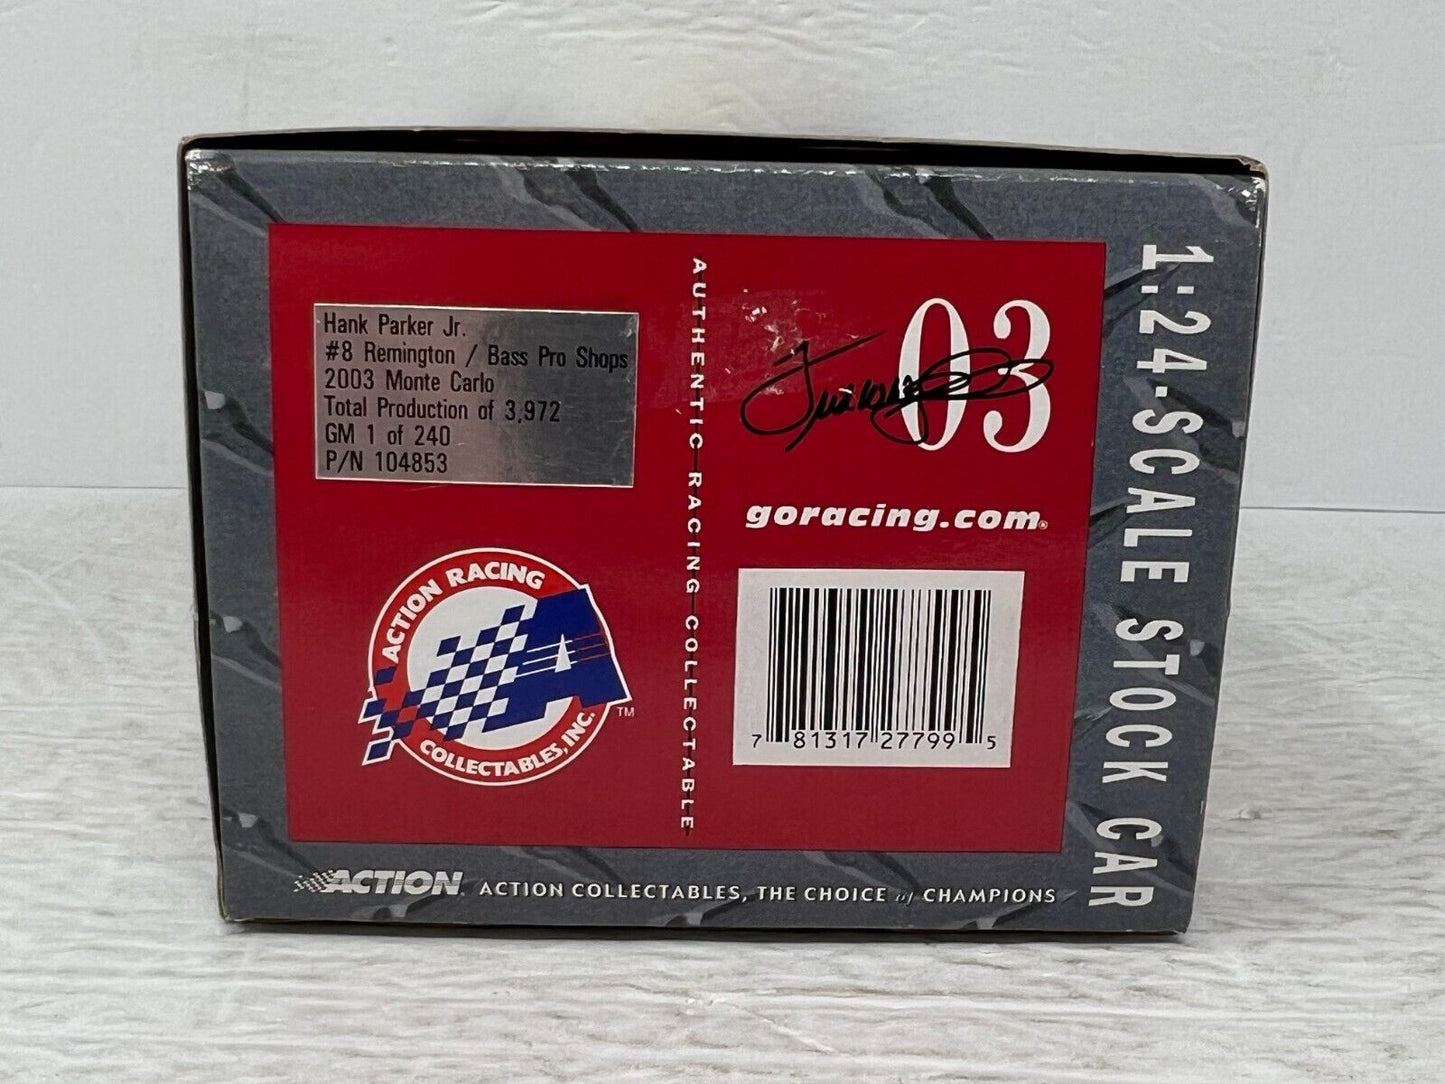 Hank Parker Jr.
#8 Remington / Bass Pro Shops
2003 Monte Carlo
Total Production of 3,972
GM 1 of 240
P/N 104853
ACTION RACING
COLLECTABLES, INC.
TM
AUTHENTIC RACING COLLECTABLE
03
goracing.com®
7 81317 27799 5
1:24-SCALE STOCK CAR
ACTION® ACTION COLLECTABLES, THE CHOICE of CHAMPIONS